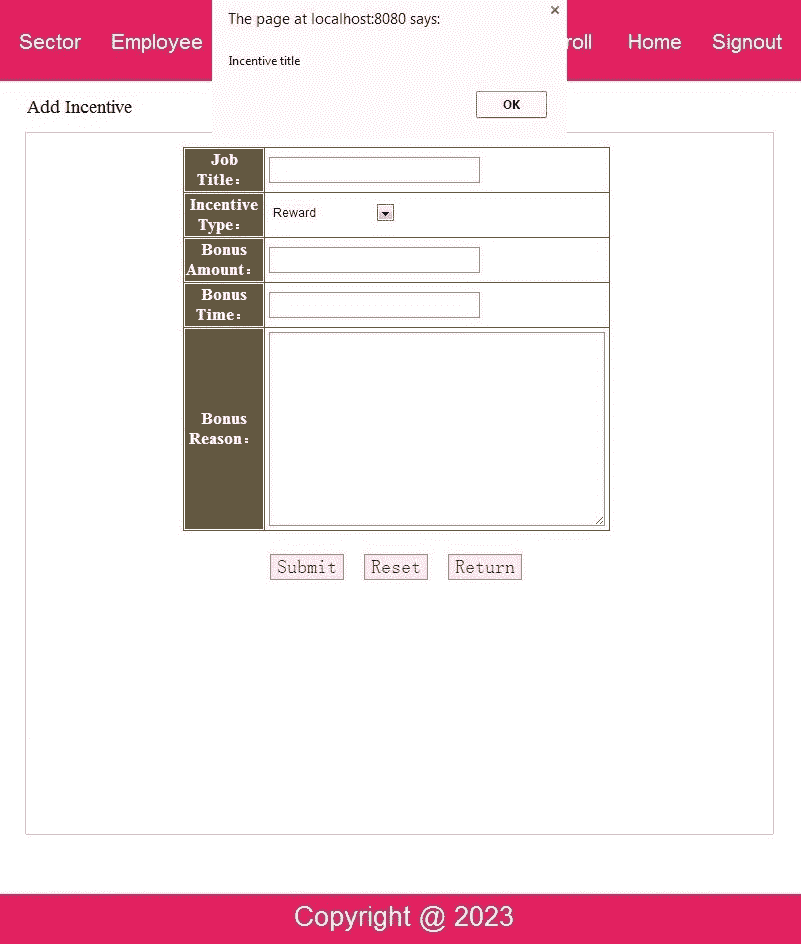 The page at localhost:8080 says:
Incentive title
OK
Sector Employee roll Home Signout
Add Incentive
Job
Title：
Incentive
Type：
Reward
Bonus
Amount：
Bonus
Time：
Bonus
Reason：
Submit Reset Return
Copyright @ 2023